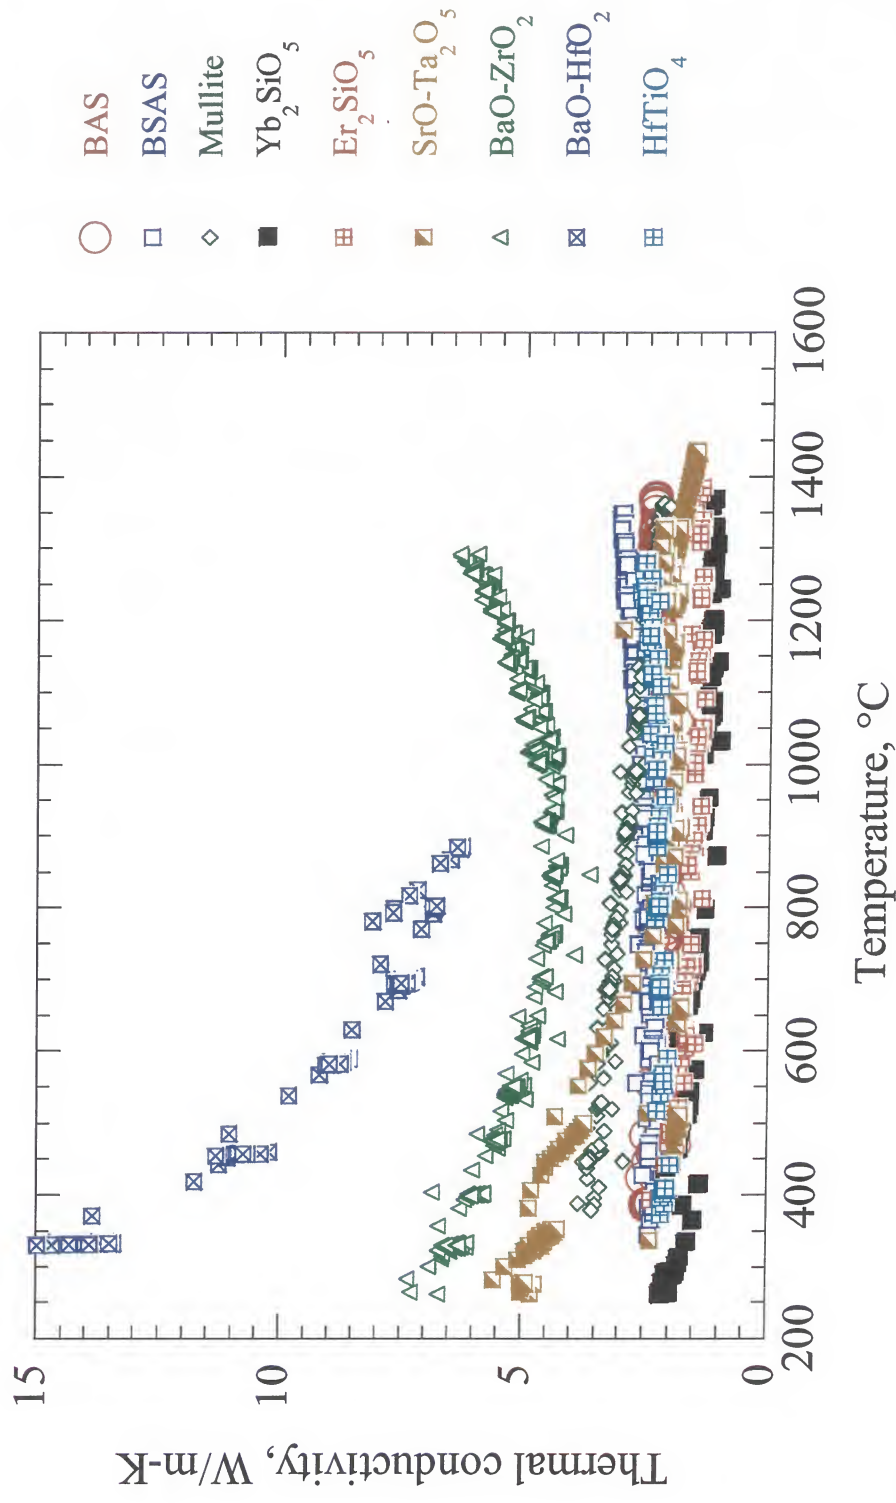 BAS
BSAS
Mullite
Yb2SiO5
Er2SiO5
SrO-Ta2O5
BaO-ZrO2
BaO-HfO2
HfTiO4
Thermal conductivity, W/m-K
15
10
5
0
200
400
600
800
1000
1200
1400
1600
Temperature, °C